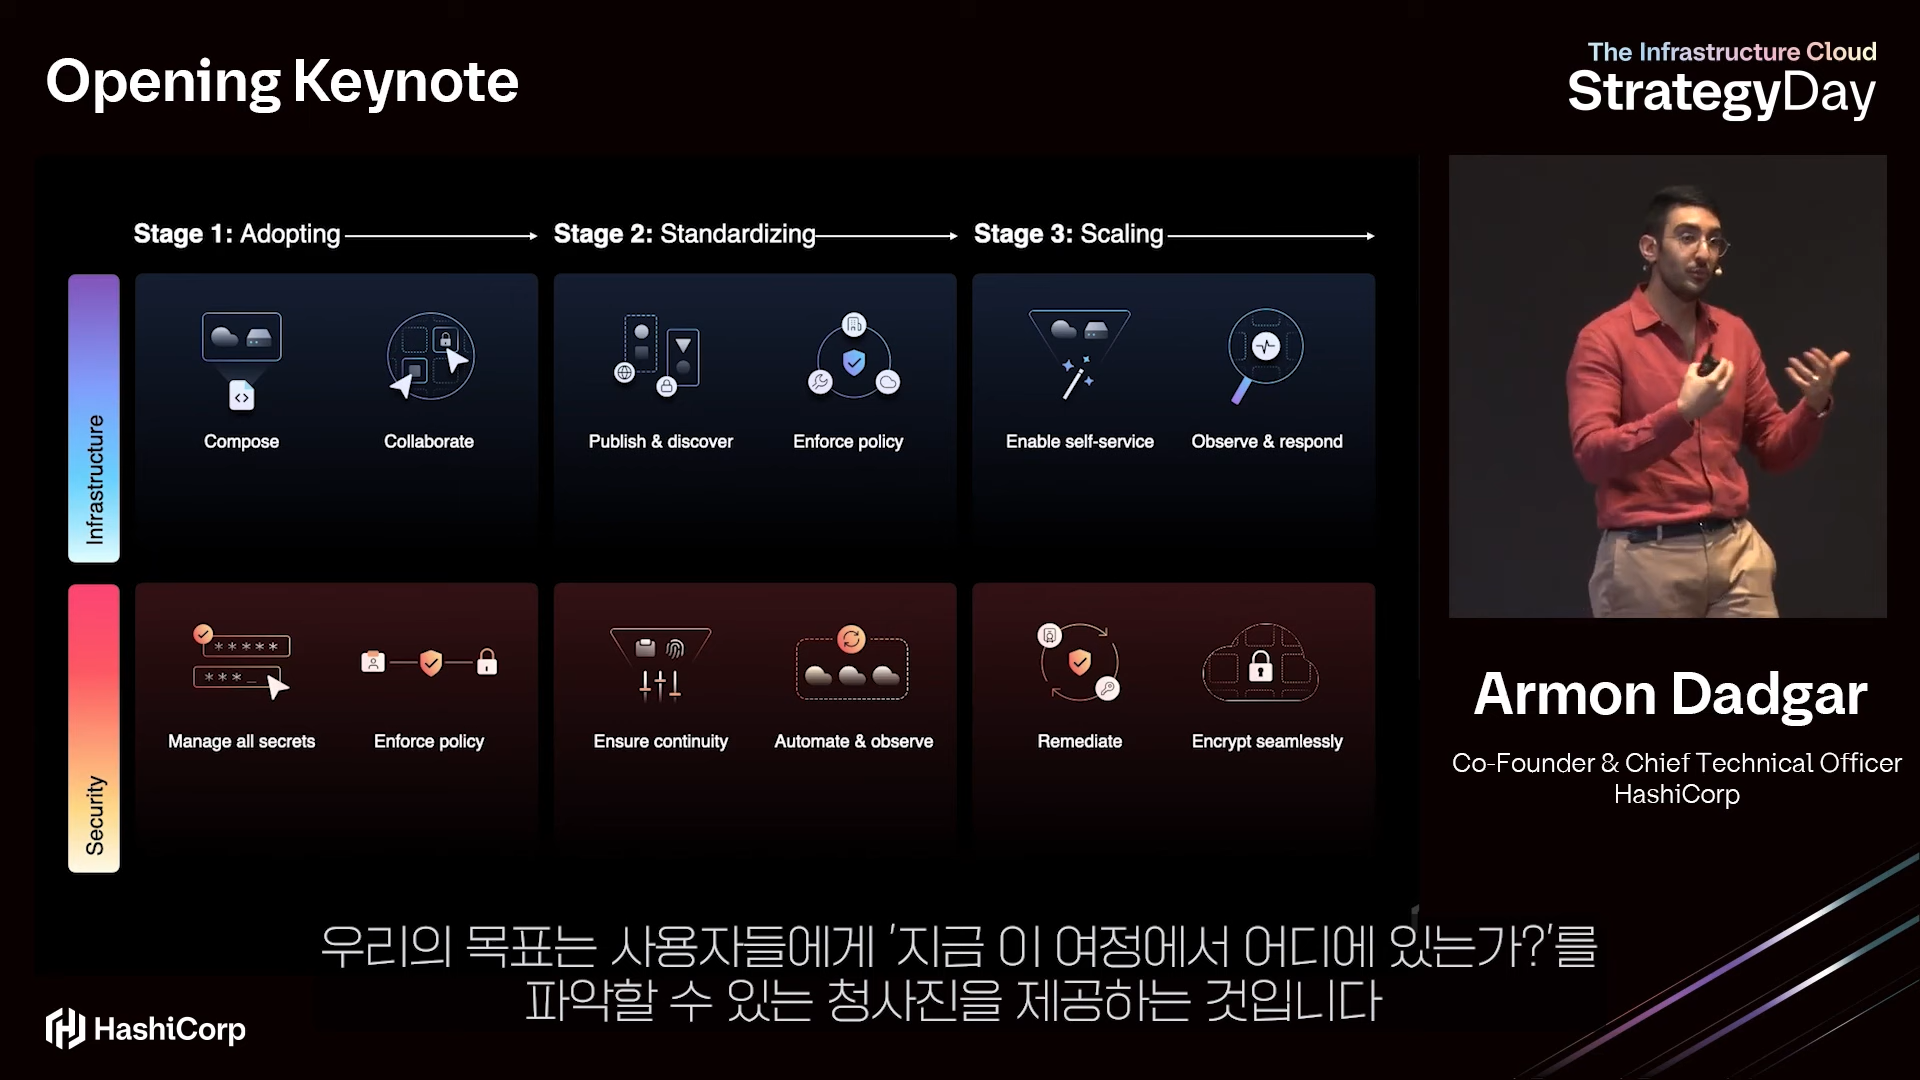 Opening Keynote
The Infrastructure Cloud
StrategyDay
Stage 1: Adopting
Stage 2: Standardizing
Stage 3: Scaling
Infrastructure
Compose
Collaborate
Publish & discover
Enforce policy
Enable self-service
Observe & respond
Security
*****
***_
Manage all secrets
Enforce policy
Ensure continuity
Automate & observe
Remediate
Encrypt seamlessly
Armon Dadgar
Co-Founder & Chief Technical Officer
HashiCorp
우리의 목표는 사용자들에게 '지금 이 여정에서 어디에 있는가?'를
파악할 수 있는 청사진을 제공하는 것입니다
HashiCorp